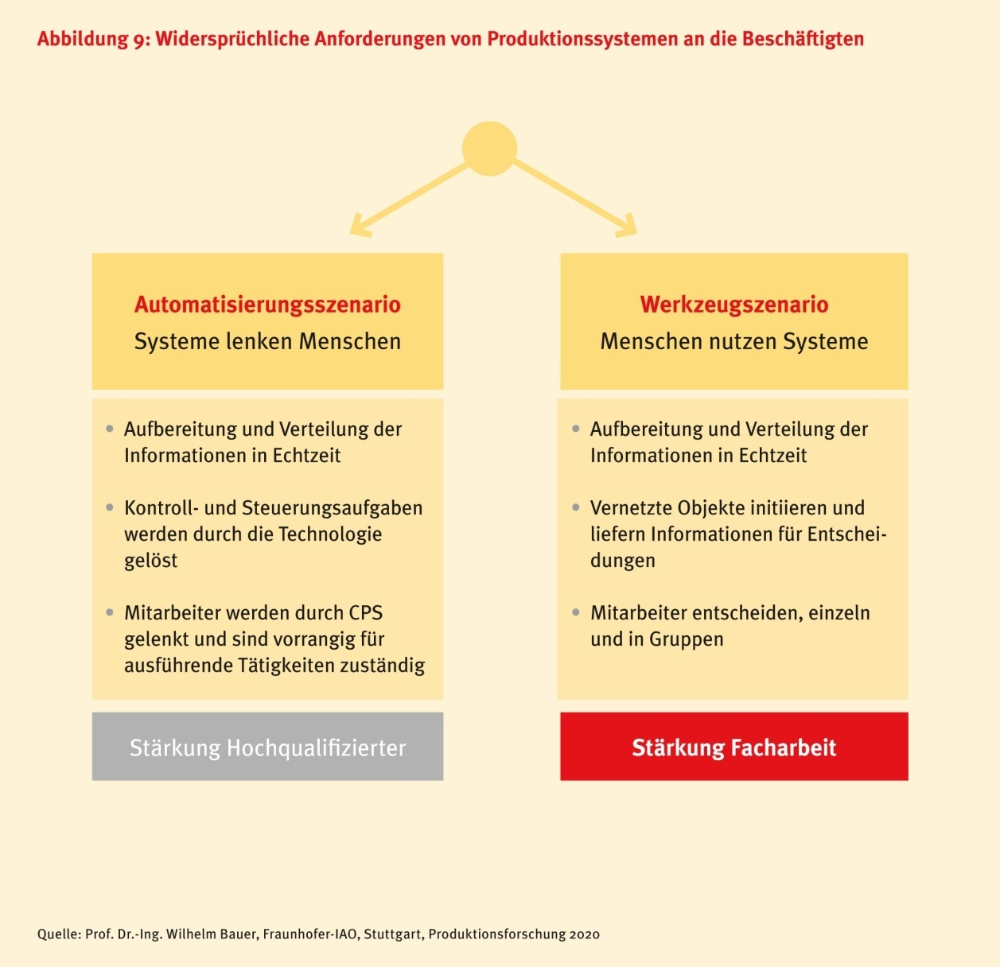 Abbildung 9: Widersprüchliche Anforderungen von Produktionssystemen an die Beschäftigten
Automatisierungsszenario
Systeme lenken Menschen
Aufbereitung und Verteilung der
Informationen in Echtzeit
Kontroll- und Steuerungsaufgaben
werden durch die Technologie
gelöst
Mitarbeiter werden durch CPS
gelenkt und sind vorrangig für
ausführende Tätigkeiten zuständig
Stärkung Hochqualifizierter
Werkzeugszenario
Menschen nutzen Systeme
Aufbereitung und Verteilung der
Informationen in Echtzeit
Vernetzte Objekte initiieren und
liefern Informationen für Entschei-
dungen
Mitarbeiter entscheiden, einzeln
und in Gruppen
Stärkung Facharbeit
Quelle: Prof. Dr.-Ing. Wilhelm Bauer, Fraunhofer-IAO, Stuttgart, Produktionsforschung 2020